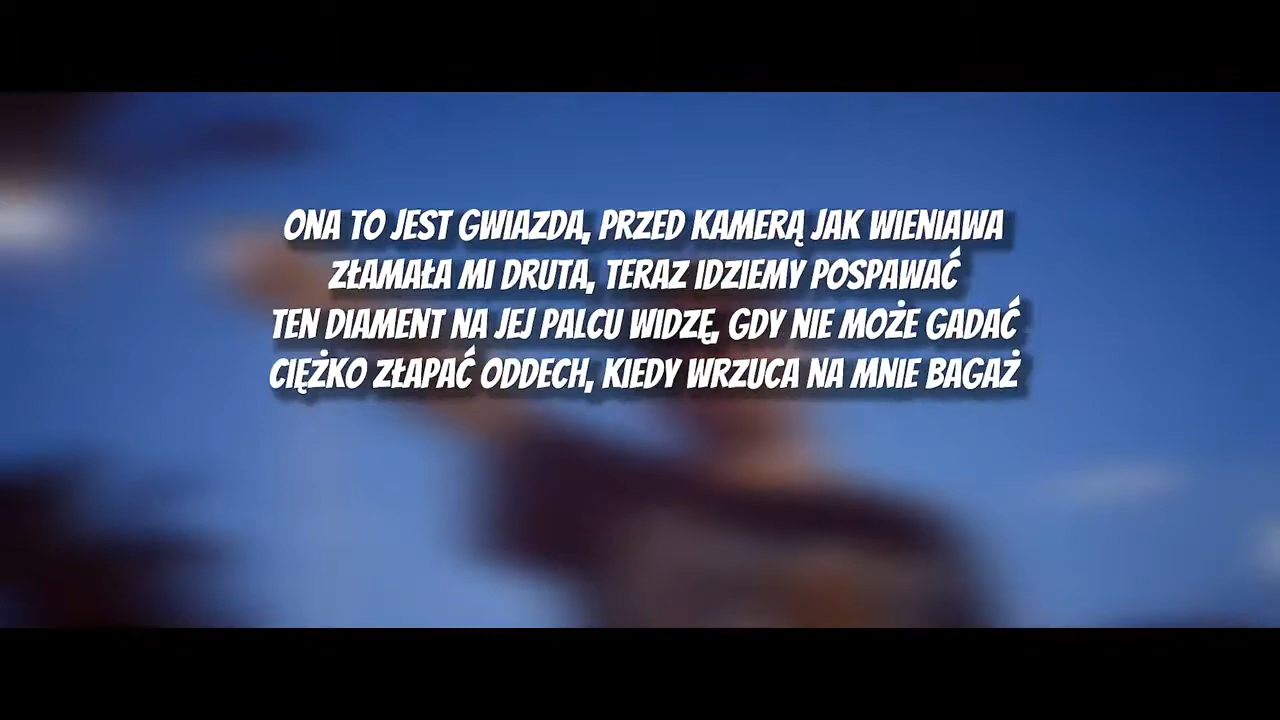 ONA TO JEST GWIAZDA, PRZED KAMERĄ JAK WIENIAWA
ZŁAMAŁA MI DRUTA, TERAZ IDZIEMY POSPAWAĆ
TEN DIAMENT NA JEJ PALCU WIDZĘ, GDY NIE MOŻE GADAĆ
CIĘŻKO ZŁAPAĆ ODDECH, KIEDY WRZUCA NA MNIE BAGAŻ